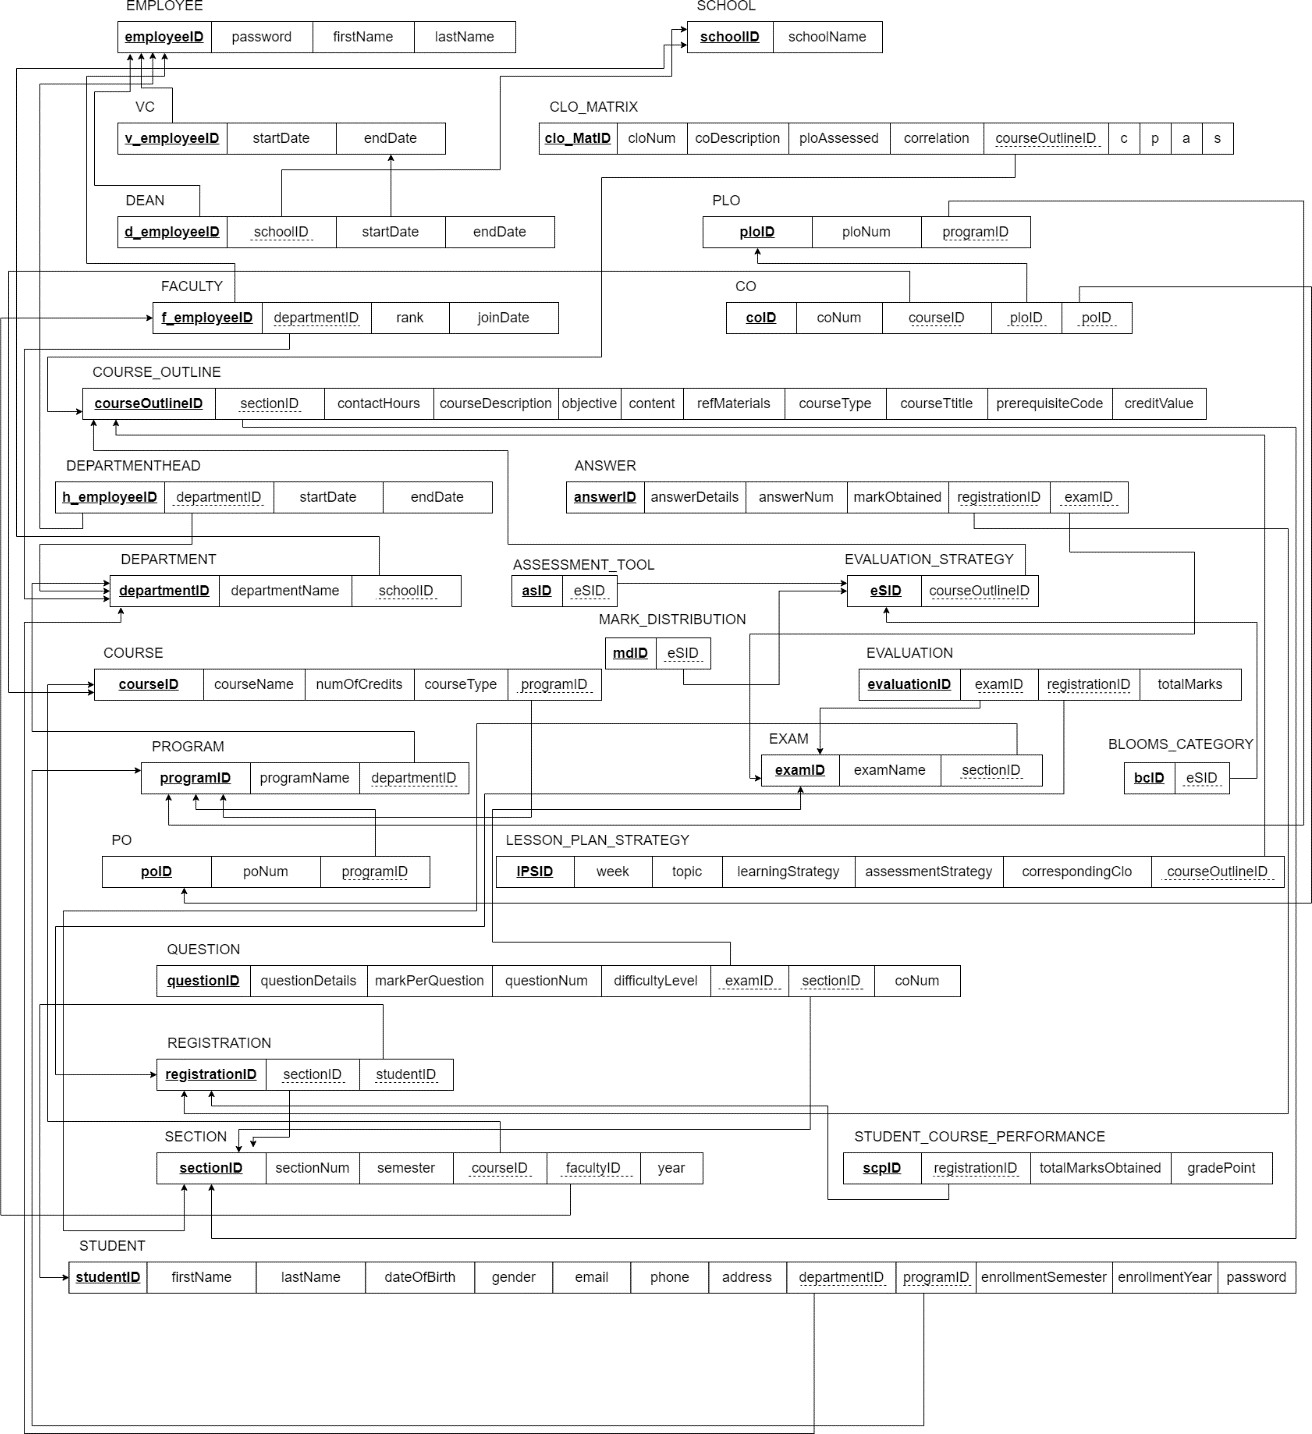 EMPLOYEE
employeeID password firstName lastName
SCHOOL
schoolID schoolName
VC
v_employeeID startDate endDate
CLO_MATRIX
clo_MatID cloNum coDescription ploAssessed correlation courseOutlineID c p a s
DEAN
d_employeeID schoolID startDate endDate
PLO
ploID ploNum programID
FACULTY
f_employeeID departmentID rank joinDate
CO
coID coNum courseID ploID poID
COURSE_OUTLINE
courseOutlineID sectionID contactHours courseDescription objective content refMaterials courseType courseTtitle prerequisiteCode creditValue
DEPARTMENTHEAD
h_employeeID departmentID startDate endDate
ANSWER
answerID answerDetails answerNum markObtained registrationID examID
DEPARTMENT
departmentID departmentName schoolID
ASSESSMENT_TOOL
asID eSID
EVALUATION_STRATEGY
eSID courseOutlineID
MARK_DISTRIBUTION
mdID eSID
COURSE
courseID courseName numOfCredits courseType programID
EVALUATION
evaluationID examID registrationID totalMarks
PROGRAM
programID programName departmentID
EXAM
examID examName sectionID
BLOOMS_CATEGORY
bcID eSID
PO
poID poNum programID
LESSON_PLAN_STRATEGY
lPSID week topic learningStrategy assessmentStrategy correspondingClo courseOutlineID
QUESTION
questionID questionDetails markPerQuestion questionNum difficultyLevel examID sectionID coNum
REGISTRATION
registrationID sectionID studentID
SECTION
sectionID sectionNum semester courseID facultyID year
STUDENT_COURSE_PERFORMANCE
scpID registrationID totalMarksObtained gradePoint
STUDENT
studentID firstName lastName dateOfBirth gender email phone address departmentID programID enrollmentSemester enrollmentYear password